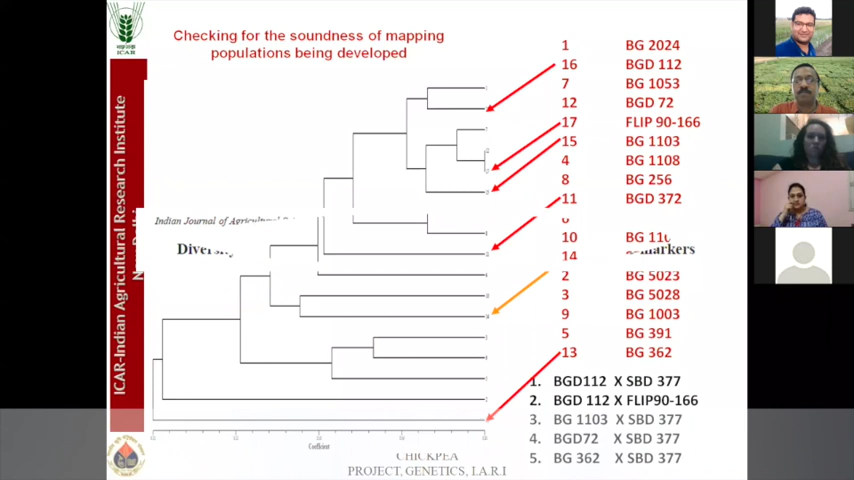 Checking for the soundness of mapping
populations being developed
ICAR
ICAR-Indian Agricultural Research Institute
1 BG 2024
16 BGD 112
7 BG 1053
12 BGD 72
17 FLIP 90-166
15 BG 1103
4 BG 1108
8 BG 256
11 BGD 372
Indian Journal of
10 BG
14
2 BG 5023
3 BG 5028
9 BG 1003
5 BG 391
13 BG 362
1. BGD112 X SBD 377
2. BGD 112 X FLIP90-166
3. BG 1103 X SBD 377
4. BGD72 X SBD 377
5. BG 362 X SBD 377
Coefficient
CHICKPEA
PROJECT, GENETICS, I.A.R.I